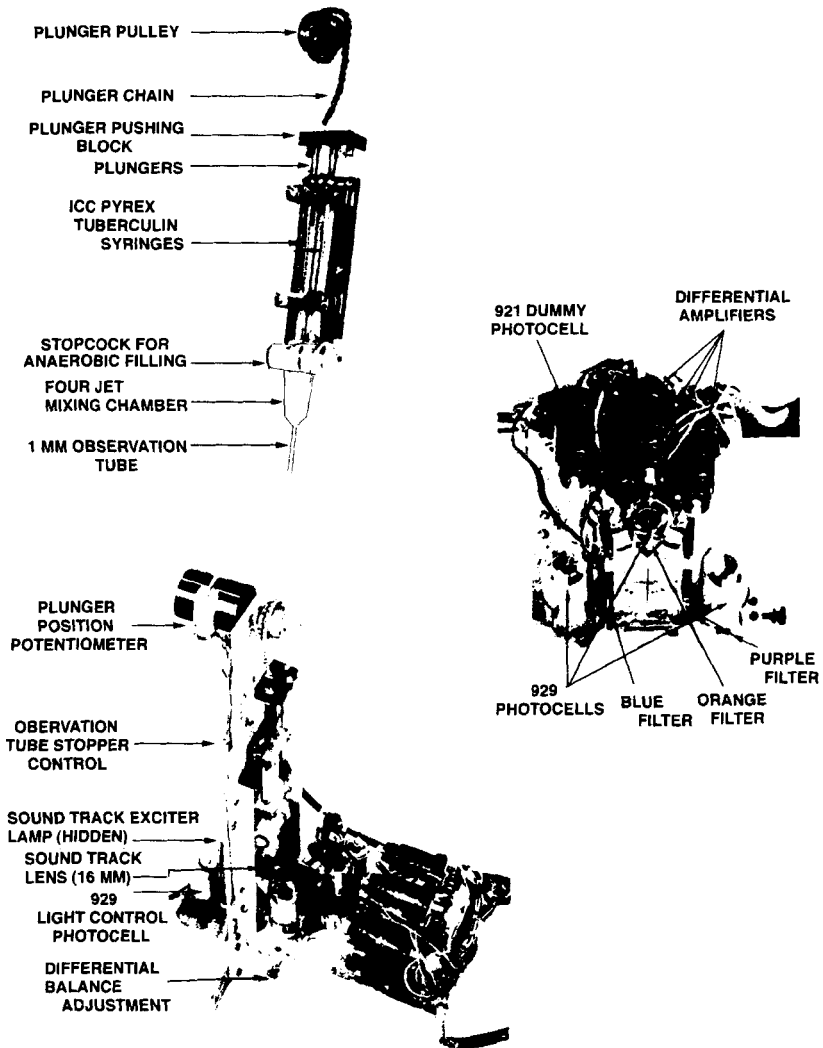 PLUNGER PULLEY
PLUNGER CHAIN
PLUNGER PUSHING
BLOCK
PLUNGERS
ICC PYREX
TUBERCULIN
SYRINGES
STOPCOCK FOR
ANAEROBIC FILLING
FOUR JET
MIXING CHAMBER
1 MM OBSERVATION
TUBE
921 DUMMY
PHOTOCELL
DIFFERENTIAL
AMPLIFIERS
929
PHOTOCELLS
BLUE
FILTER
ORANGE
FILTER
PURPLE
FILTER
PLUNGER
POSITION
POTENTIOMETER
OBERVATION
TUBE STOPPER
CONTROL
SOUND TRACK EXCITER
LAMP (HIDDEN)
SOUND TRACK
LENS (16 MM)
929
LIGHT CONTROL
PHOTOCELL
DIFFERENTIAL
BALANCE
ADJUSTMENT